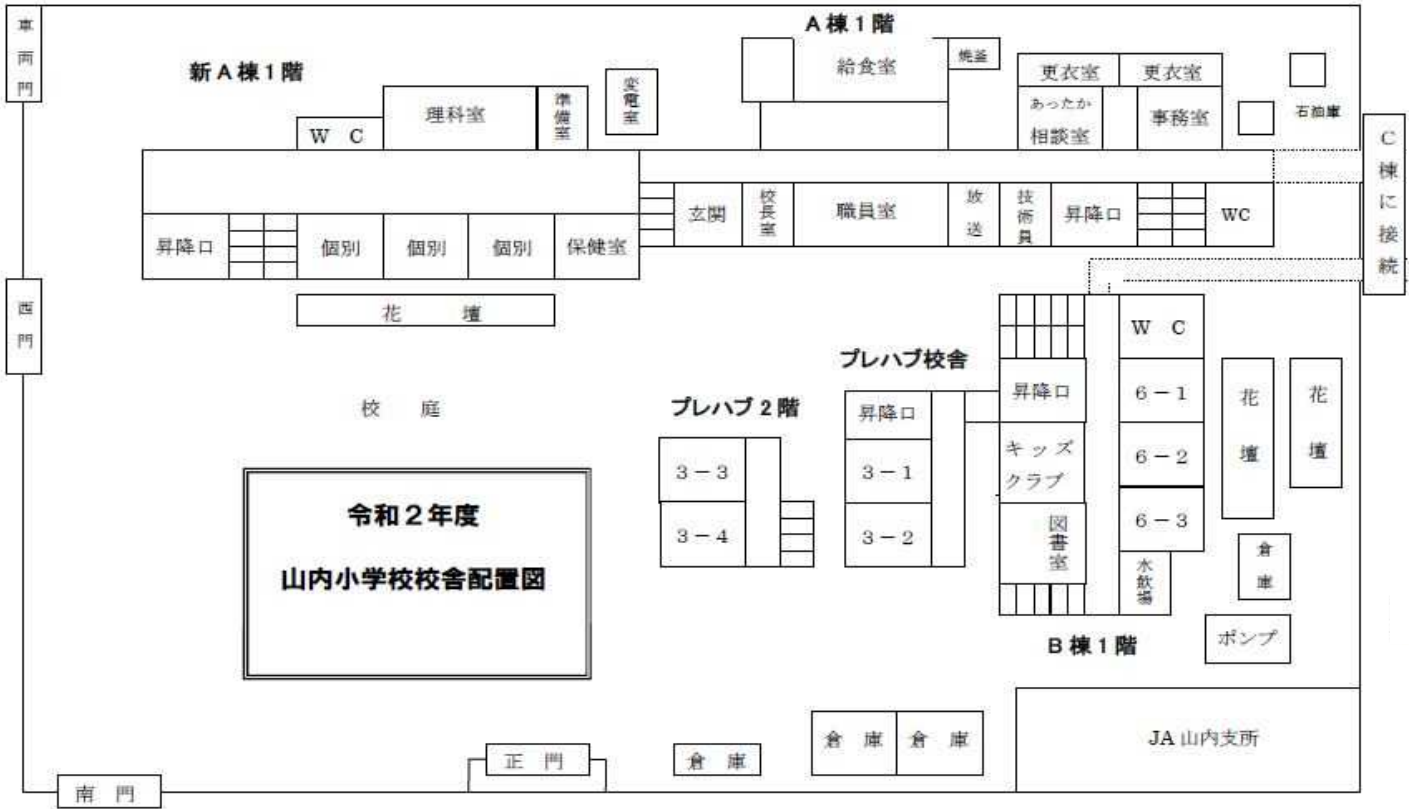 車両門
A棟1階
新A棟1階
給食室
焼釜
更衣室
更衣室
理科室
準備室
変電室
あったか
相談室
事務室
石油庫
W C
C棟に接続
昇降口
個別
個別
個別
保健室
玄関
校長室
職員室
放送
技術員
昇降口
WC
西門
花 壇
W C
プレハブ校舎
昇降口
6-1
花壇
花壇
校 庭
プレハブ2階
昇降口
キッズ
クラブ
6-2
3-3
3-1
図書室
6-3
3-4
3-2
水飲場
倉庫
令和2年度
山内小学校校舎配置図
B棟1階
ポンプ
正 門
倉 庫
倉 庫
倉 庫
JA山内支所
南 門